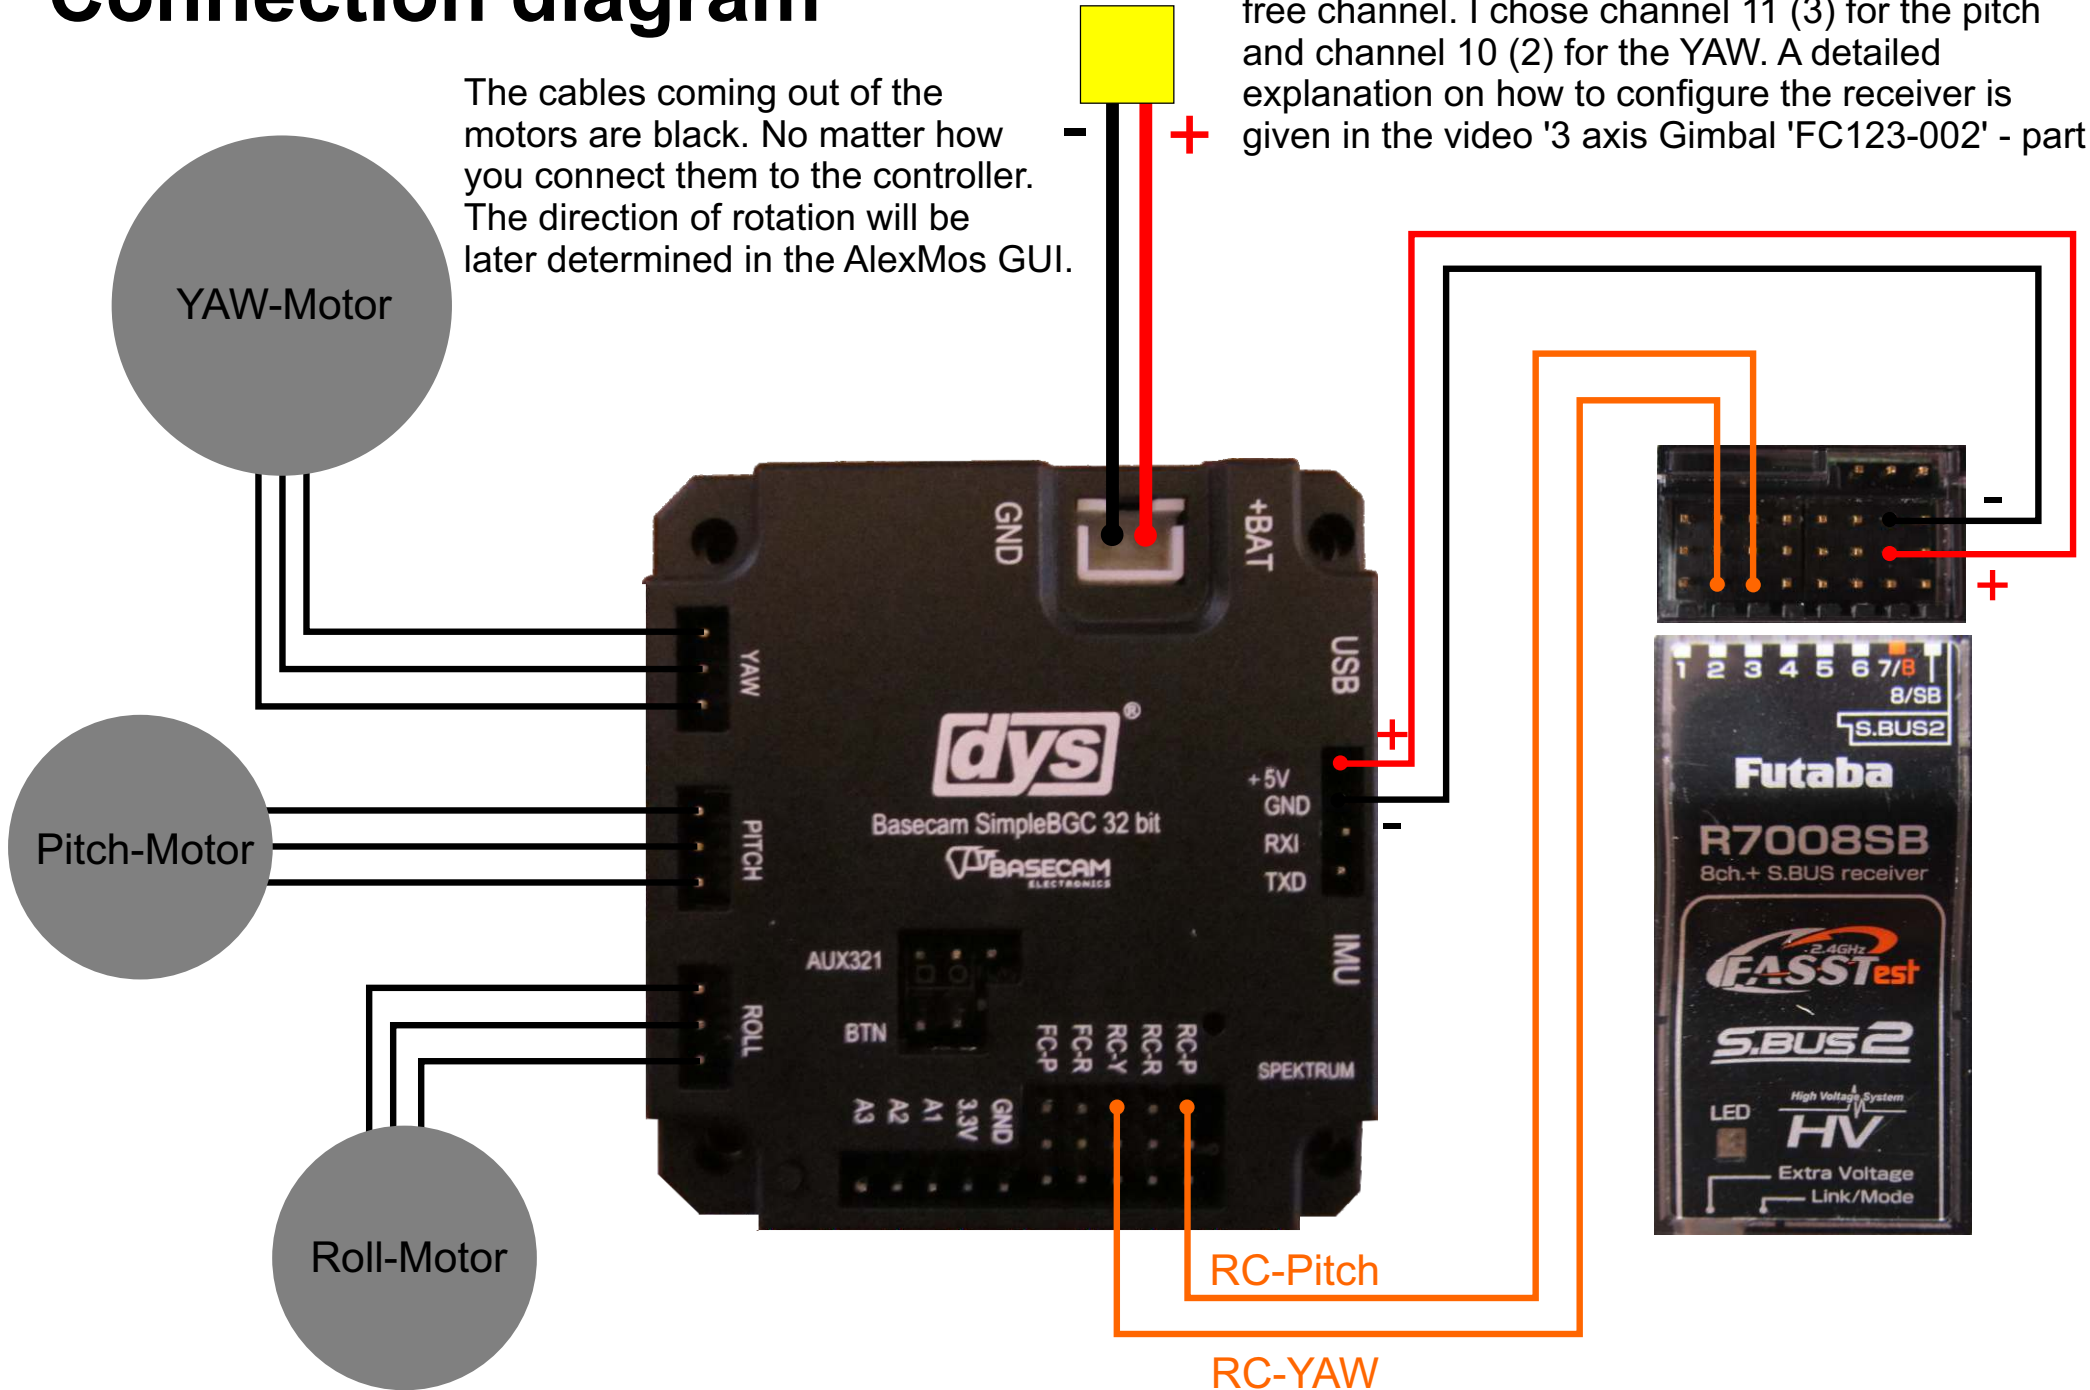 Connection diagram
free channel. I chose channel 11 (3) for the pitch
and channel 10 (2) for the YAW. A detailed
explanation on how to configure the receiver is
given in the video '3 axis Gimbal 'FC123-002' - part
The cables coming out of the
motors are black. No matter how
you connect them to the controller.
The direction of rotation will be
later determined in the AlexMos GUI.
- +
YAW-Motor
Pitch-Motor
Roll-Motor
GND
+BAT
YAW
PITCH
ROLL
USB
dys®
Basecam SimpleBGC 32 bit
BASECAM
ELECTRONICS
+
+5V
GND
-
RXI
TXD
IMU
AUX321
BTN
FC-P
FC-R
RC-Y
RC-R
RC-P
SPEKTRUM
A3
A2
A1
3.3V
GND
RC-Pitch
RC-YAW
-
+
1 2 3 4 5 6 7/B
8/SB
S.BUS2
Futaba
R7008SB
8ch.+ S.BUS receiver
2.4GHz
FASSTest
S.BUS2
High Voltage System
HV
LED
Extra Voltage
Link/Mode